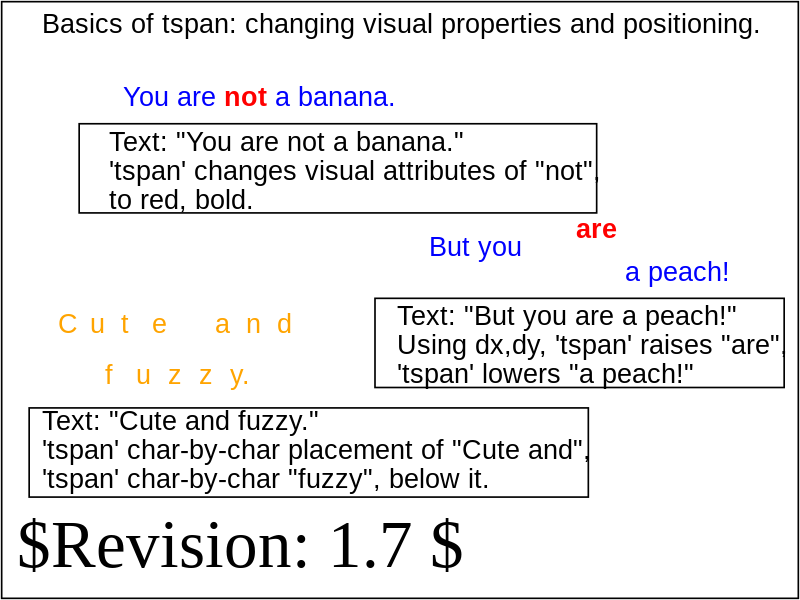 Basics of tspan: changing visual properties and positioning.
You are not a banana.
Text: "You are not a banana."
'tspan' changes visual attributes of "not",
to red, bold.
But you are a peach!
Text: "But you are a peach!"
Using dx,dy, 'tspan' raises "are",
'tspan' lowers "a peach!"
Cute and
fuzzy.
Text: "Cute and fuzzy."
'tspan' char-by-char placement of "Cute and",
'tspan' char-by-char "fuzzy", below it.
$Revision: 1.7 $